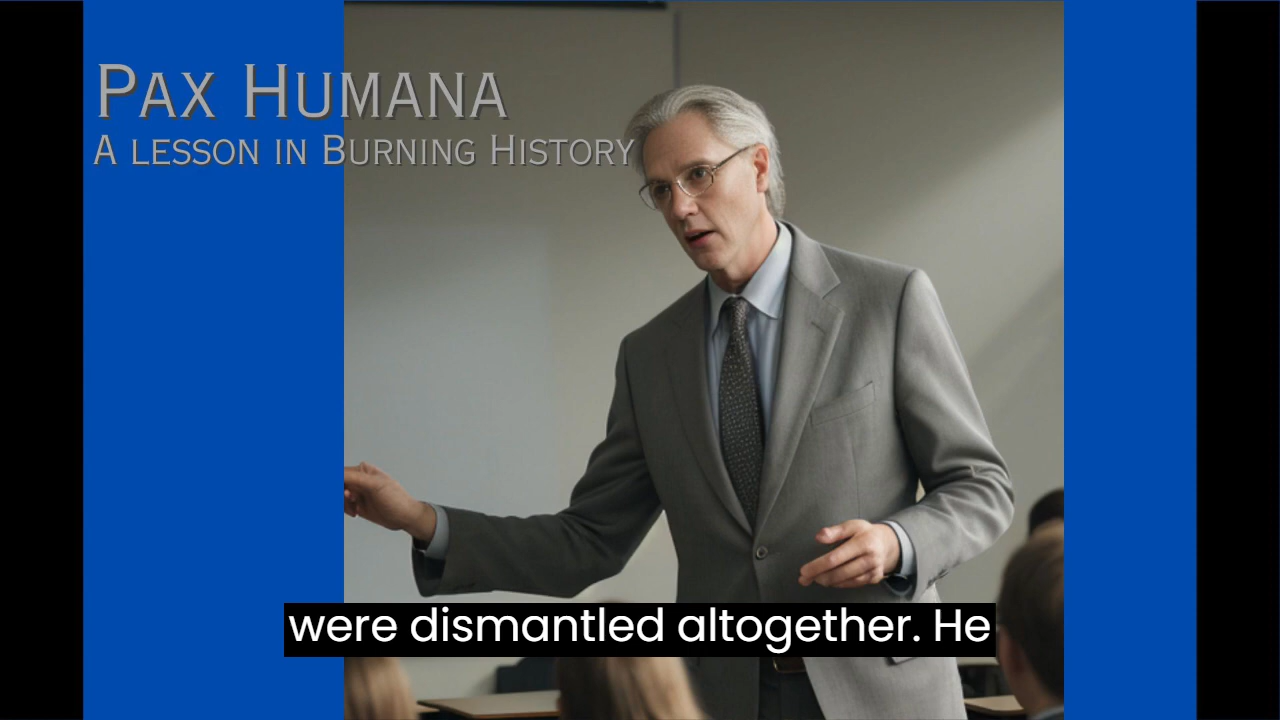 Pax Humana
A lesson in Burning History
were dismantled altogether. He